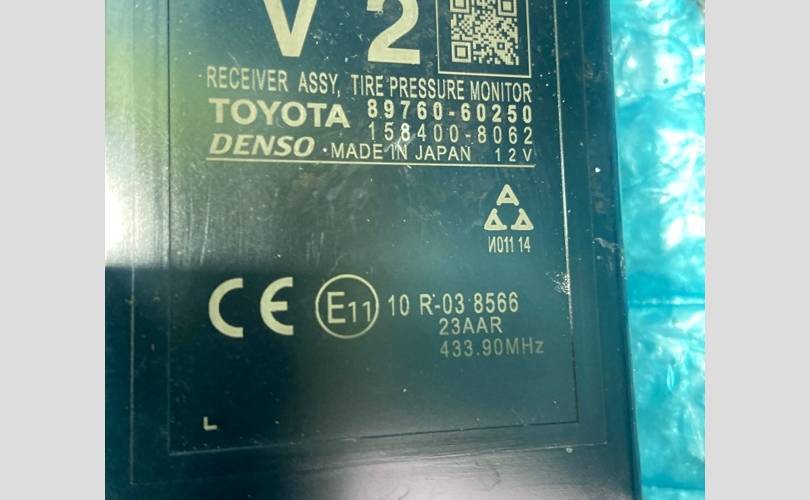 V 2
RECEIVER ASSY, TIRE PRESSURE MONITOR
TOYOTA 89760-60250
158400-8062
DENSO · MADE IN JAPAN 12V
И011 14
CE E11 10 R-03 8566
23AAR
433.90MHz